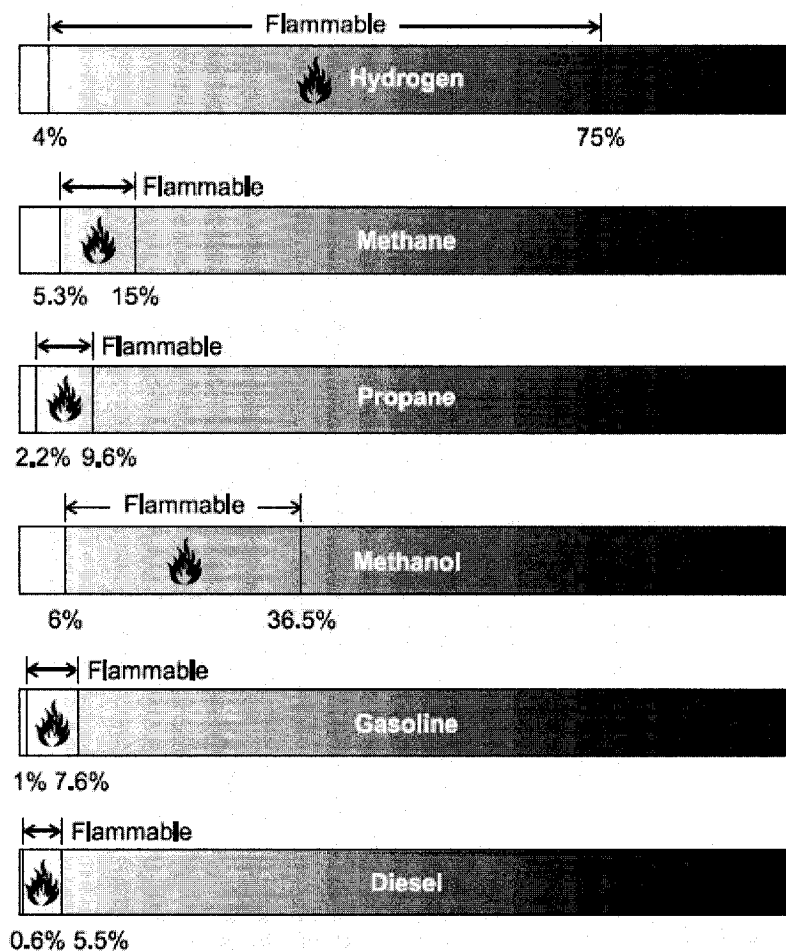 Flammable
Hydrogen
4% 75%
Flammable
Methane
5.3% 15%
Flammable
Propane
2.2% 9.6%
Flammable
Methanol
6% 36.5%
Flammable
Gasoline
1% 7.6%
Flammable
Diesel
0.6% 5.5%